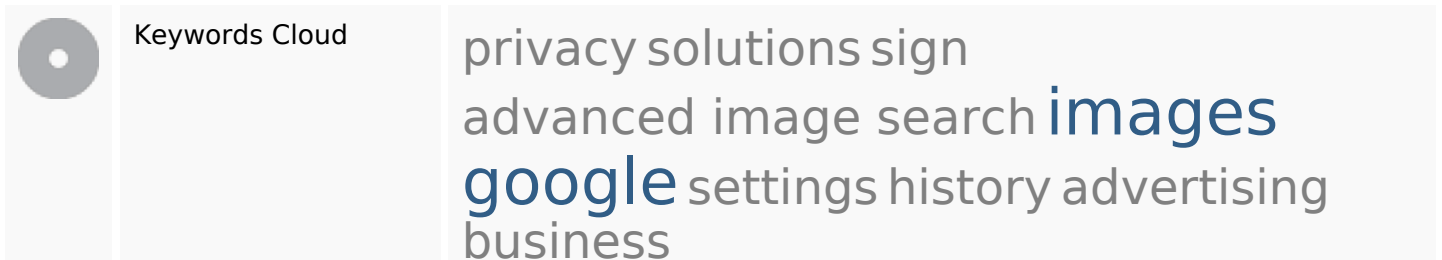 Keywords Cloud
privacy solutions sign
advanced image search images
google settings history advertising
business